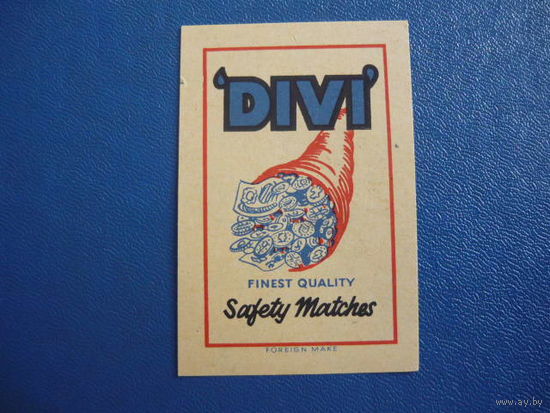 'DIVI'
FINEST QUALITY
Safety Matches
FOREIGN MAKE
www.ay.by